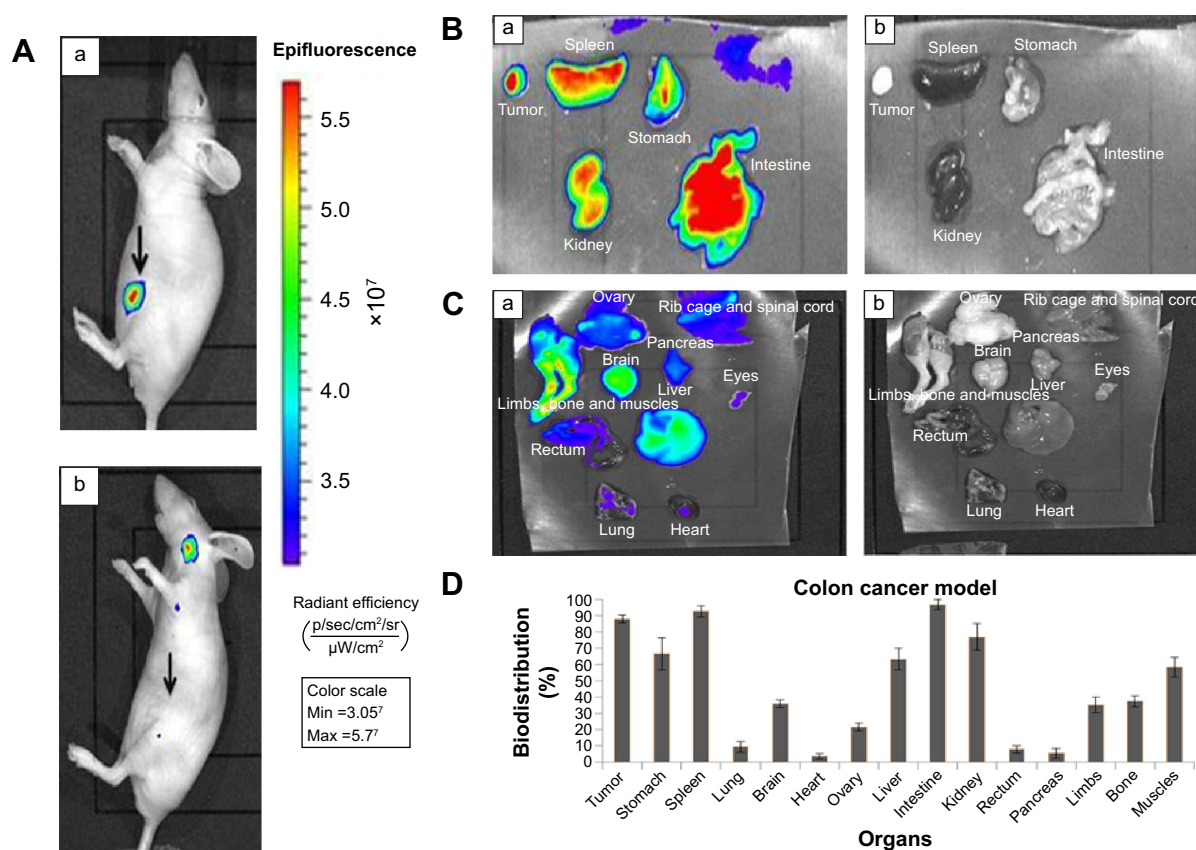 A
a
Epifluorescence
5.5
5.0
4.5
4.0
3.5
×10⁷
b
Radiant efficiency
(p/sec/cm²/sr
µW/cm²)
Color scale
Min =3.05⁷
Max =5.7⁷
B
a
Spleen
Tumor
Stomach
Intestine
Kidney
b
Spleen
Stomach
Tumor
Intestine
Kidney
C
a
Ovary
Rib cage and spinal cord
Pancreas
Brain
Liver
Eyes
Limbs, bone and muscles
Rectum
Lung
Heart
b
Ovary
Rib cage and spinal cord
Pancreas
Brain
Liver
Eyes
Limbs, bone and muscles
Rectum
Lung
Heart
D
Colon cancer model
Biodistribution
(%)
100
90
80
70
60
50
40
30
20
10
0
Tumor
Stomach
Spleen
Lung
Brain
Heart
Ovary
Liver
Intestine
Kidney
Rectum
Pancreas
Limbs
Bone
Muscles
Organs